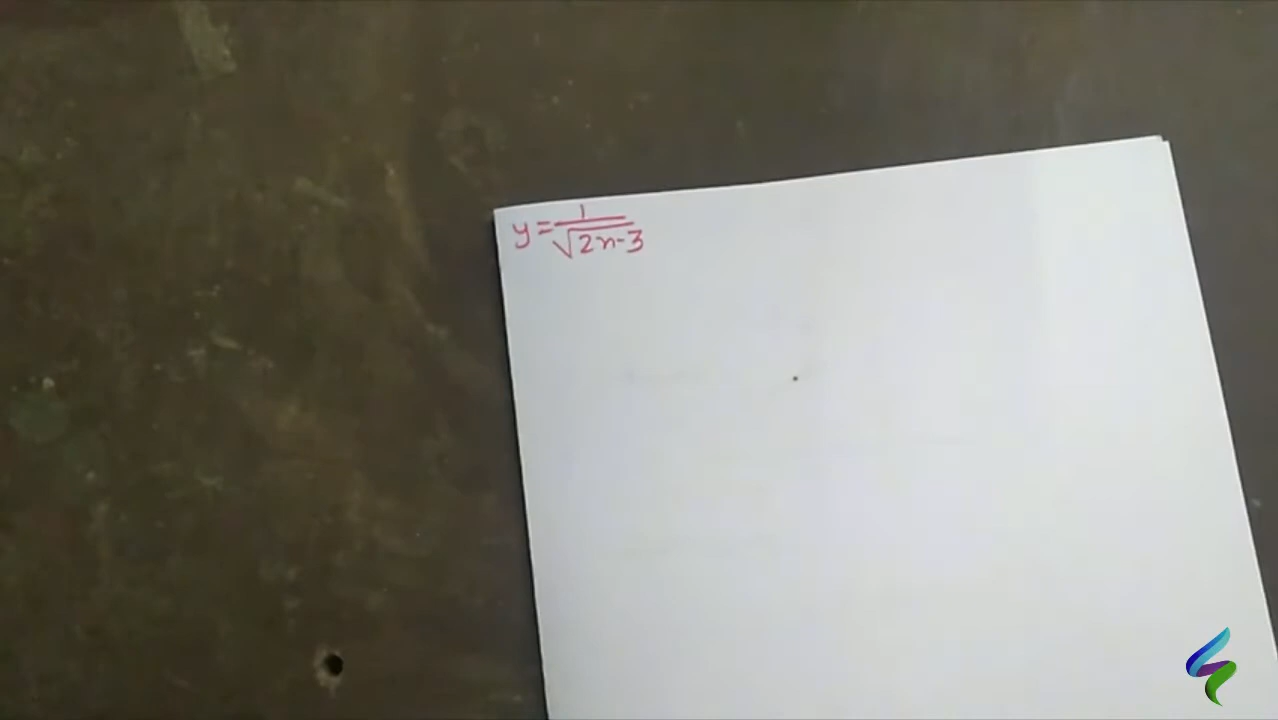 y = 1/√2x-3